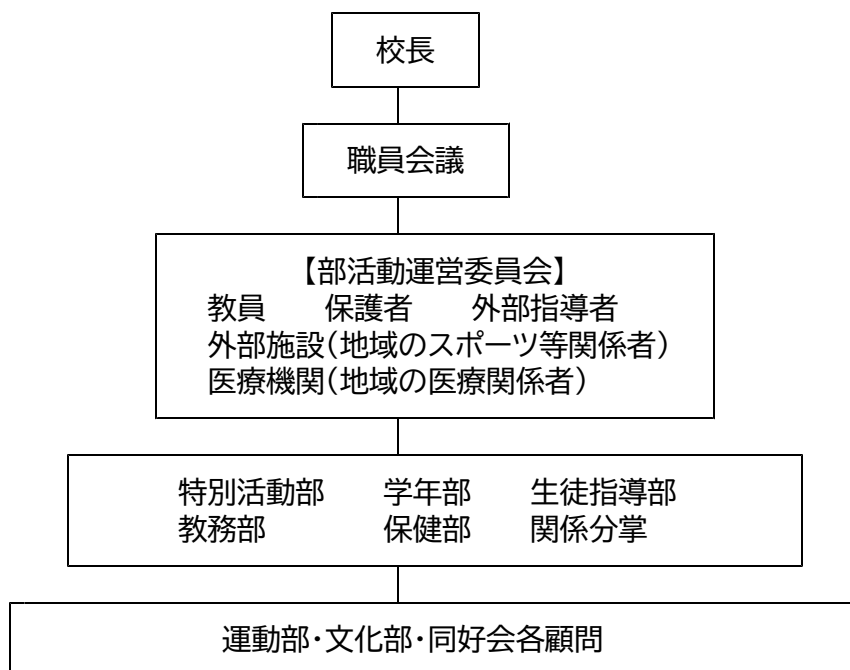 校長
職員会議
【部活動運営委員会】
教員　　保護者　　外部指導者
外部施設(地域のスポーツ等関係者)
医療機関(地域の医療関係者)
特別活動部　　学年部　　生徒指導部
教務部　　　　保健部　　関係分掌
運動部・文化部・同好会各顧問